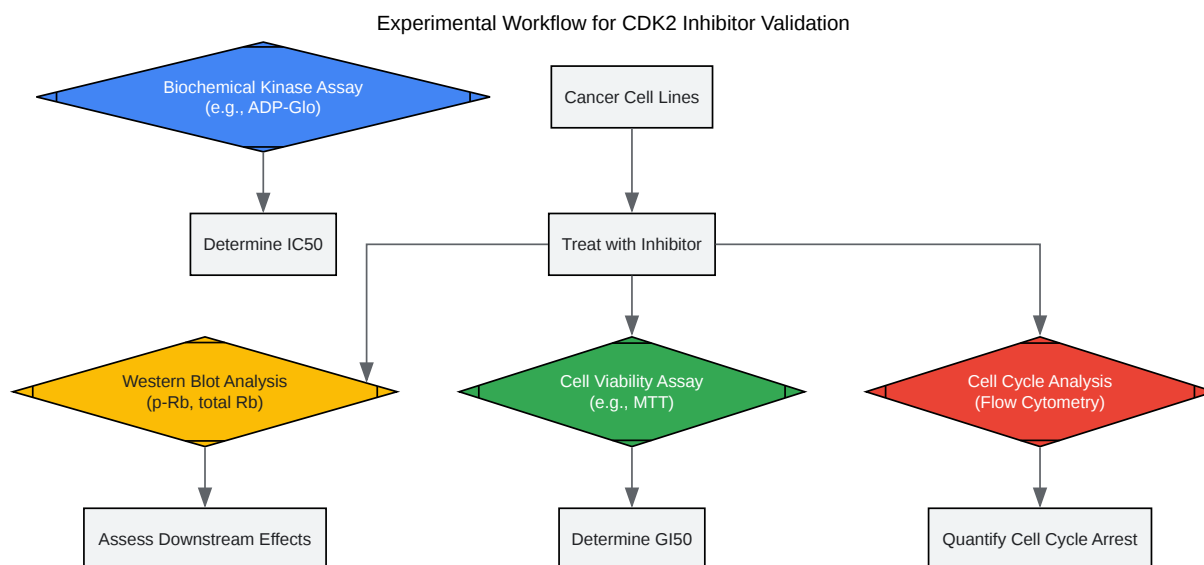 Experimental Workflow for CDK2 Inhibitor Validation
Biochemical Kinase Assay
(e.g., ADP-Glo)
Cancer Cell Lines
Determine IC50
Treat with Inhibitor
Western Blot Analysis
(p-Rb, total Rb)
Cell Viability Assay
(e.g., MTT)
Cell Cycle Analysis
(Flow Cytometry)
Assess Downstream Effects
Determine GI50
Quantify Cell Cycle Arrest